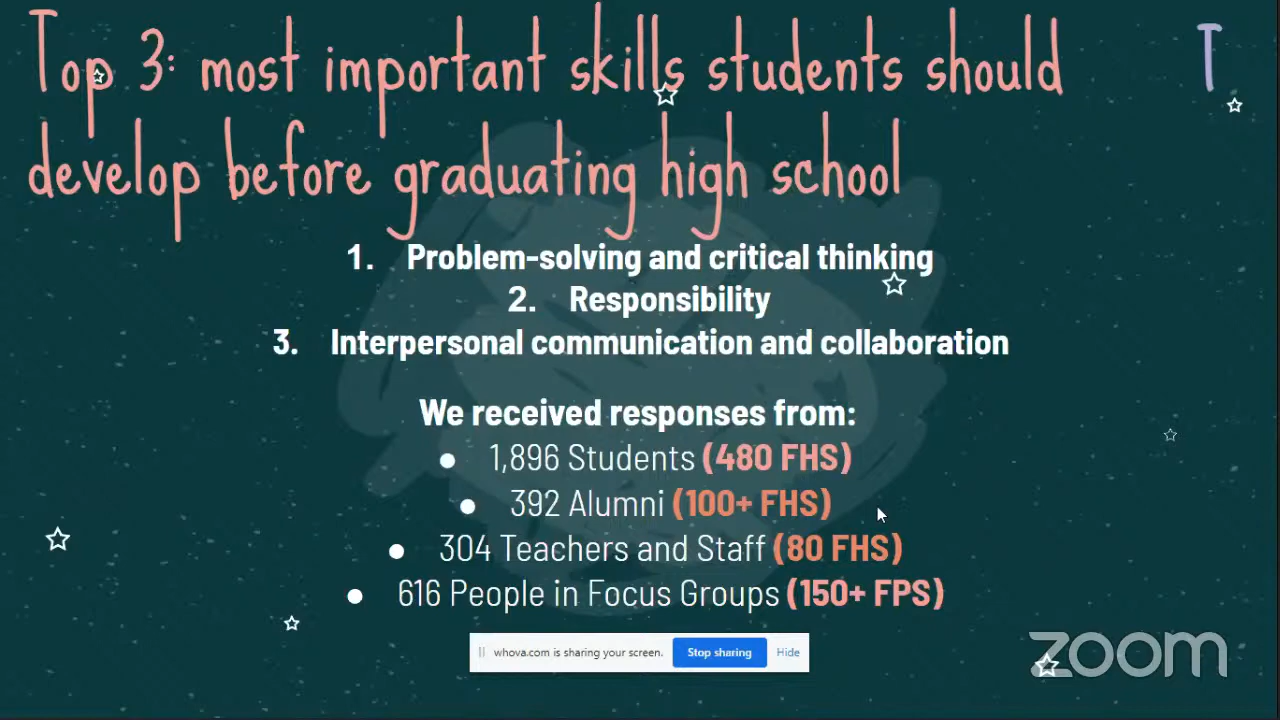 Top 3: most important skills students should
T
develop before graduating high school
1. Problem-solving and critical thinking
2. Responsibility
3. Interpersonal communication and collaboration
We received responses from:
● 1,896 Students (480 FHS)
● 392 Alumni (100+ FHS)
● 304 Teachers and Staff (80 FHS)
● 616 People in Focus Groups (150+ FPS)
whova.com is sharing your screen. Stop sharing Hide
zoom